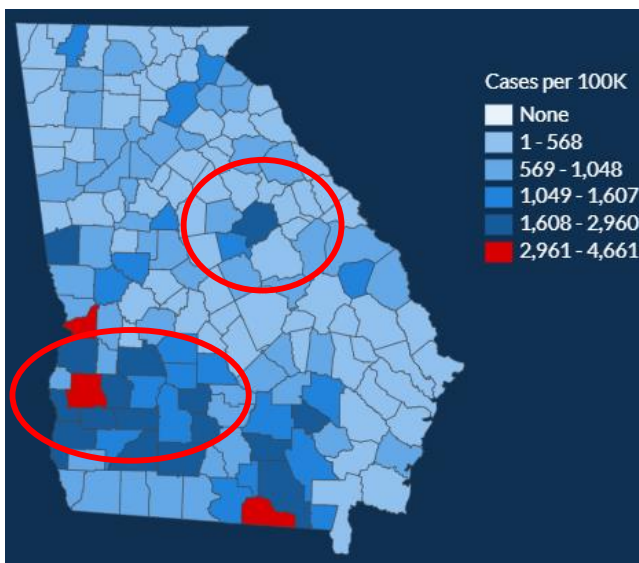 Cases per 100K
None
1 - 568
569 - 1,048
1,049 - 1,607
1,608 - 2,960
2,961 - 4,661